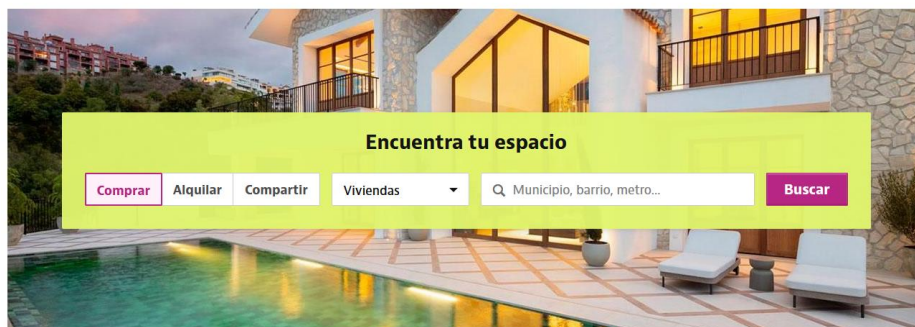 Encuentra tu espacio
Comprar Alquilar Compartir Viviendas Municipio, barrio, metro... Buscar